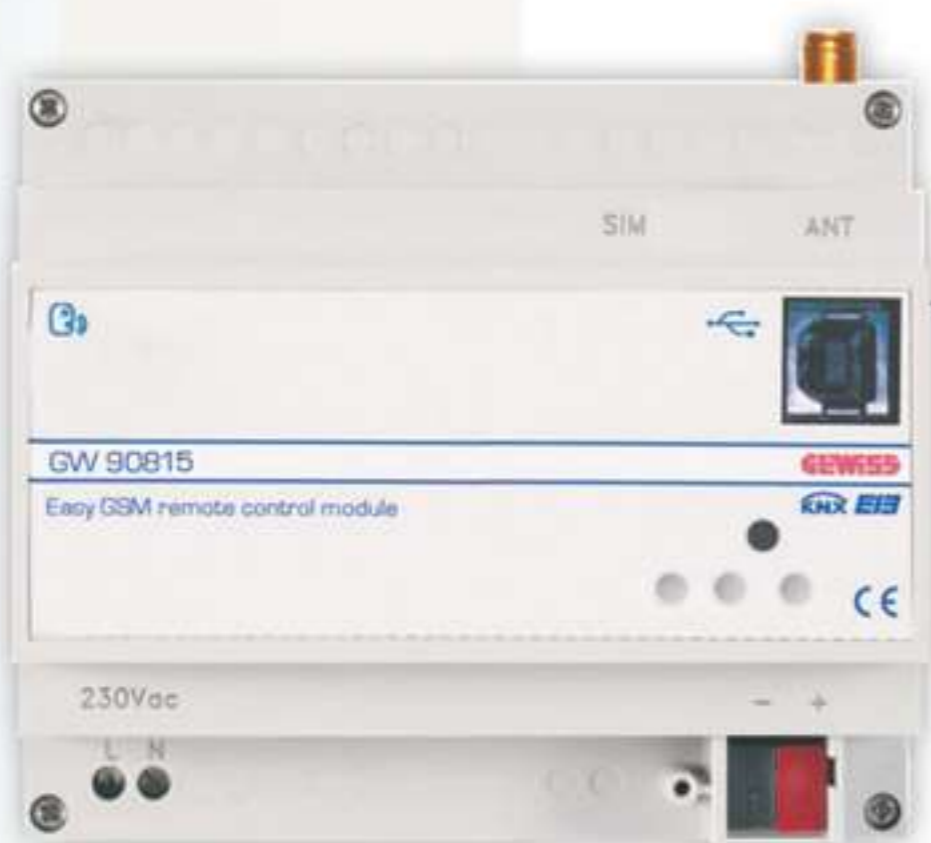 SIM ANT
GW 90815 GEWISS
Easy GSM remote control module KNX EIB
CE
230Vac - +
L N